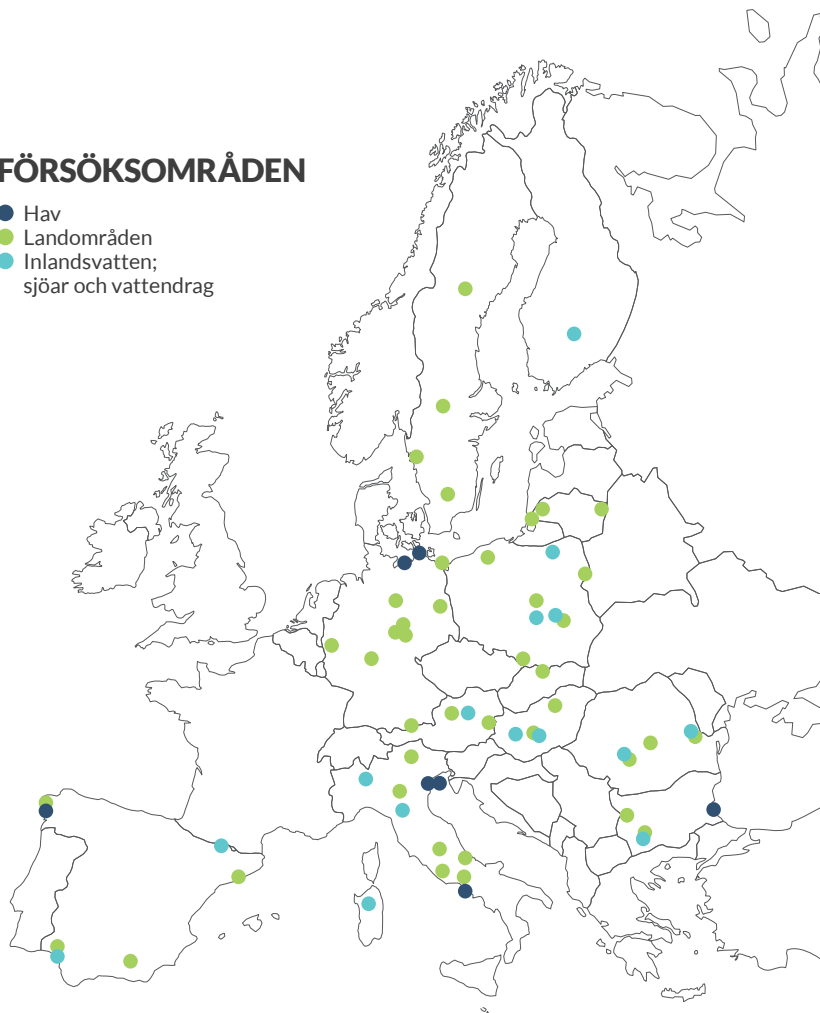 FÖRSÖKSOMRÅDEN
Hav
Landområden
Inlandsvatten;
sjöar och vattendrag